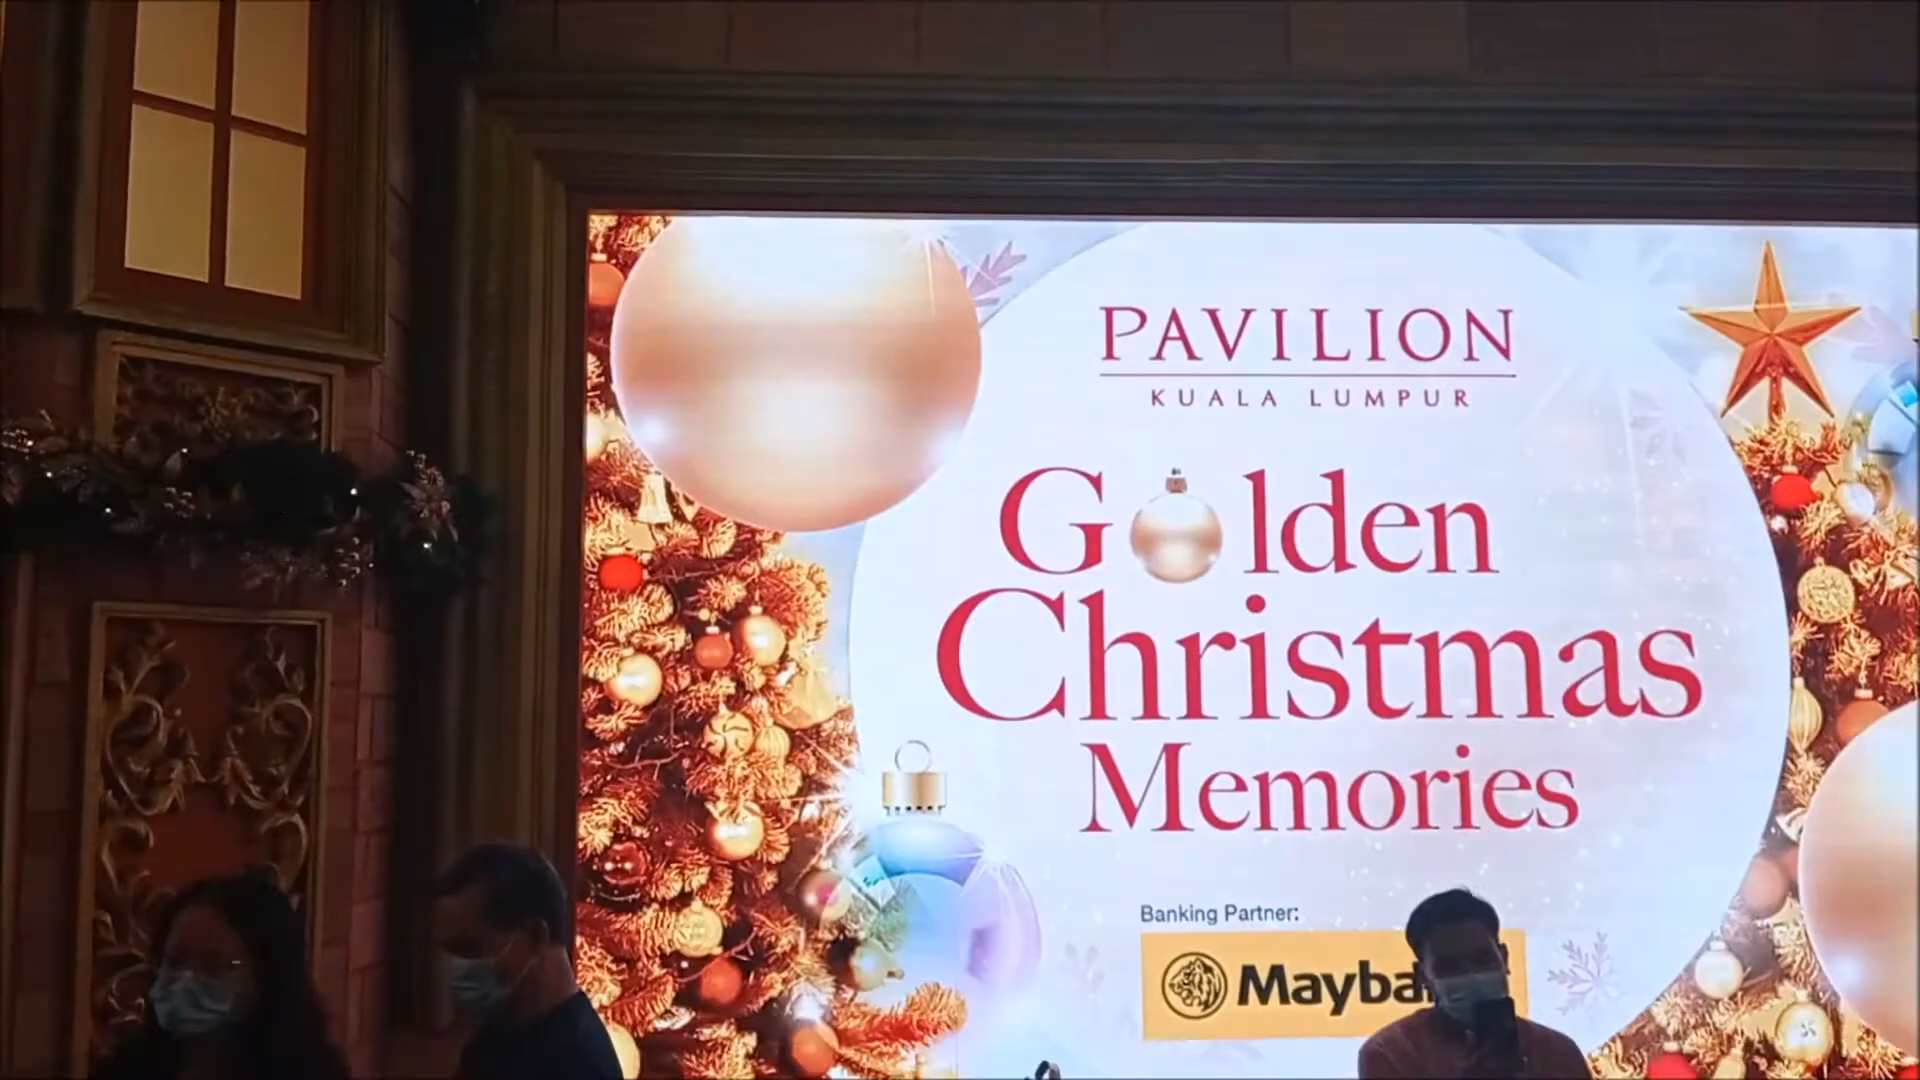 PAVILION
KUALA LUMPUR
Golden
Christmas
Memories
Banking Partner: